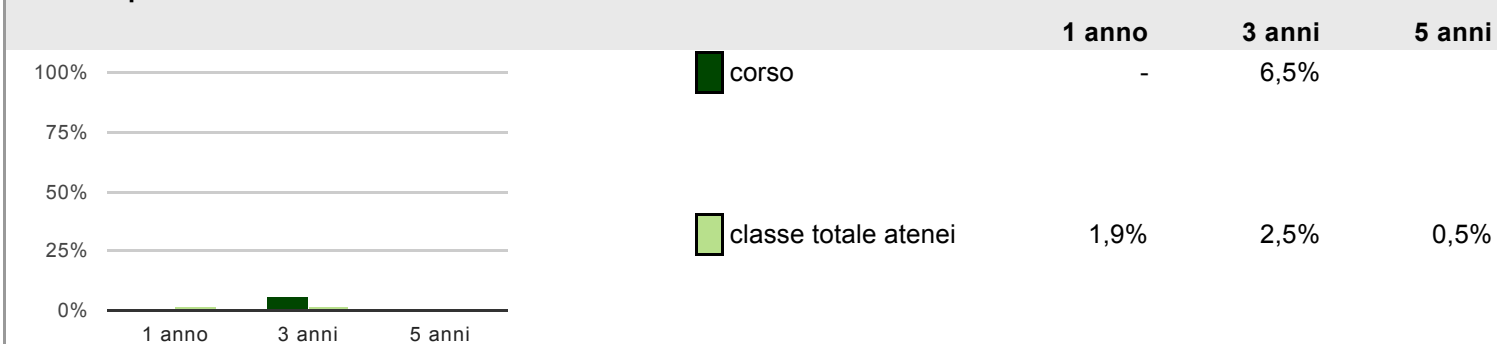 1 anno 3 anni 5 anni
100%
75%
50%
25%
0%
1 anno 3 anni 5 anni
corso - 6,5%
classe totale atenei 1,9% 2,5% 0,5%